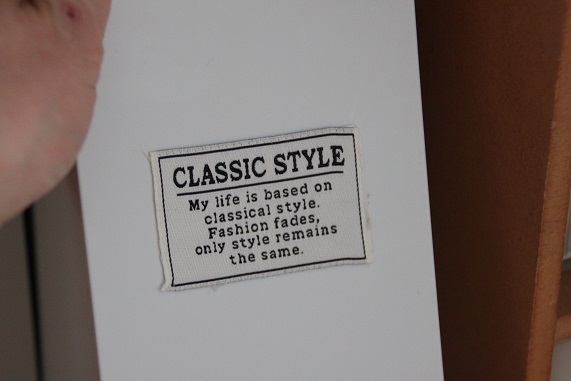 CLASSIC STYLE
My life is based on
classical style.
Fashion fades,
only style remains
the same.